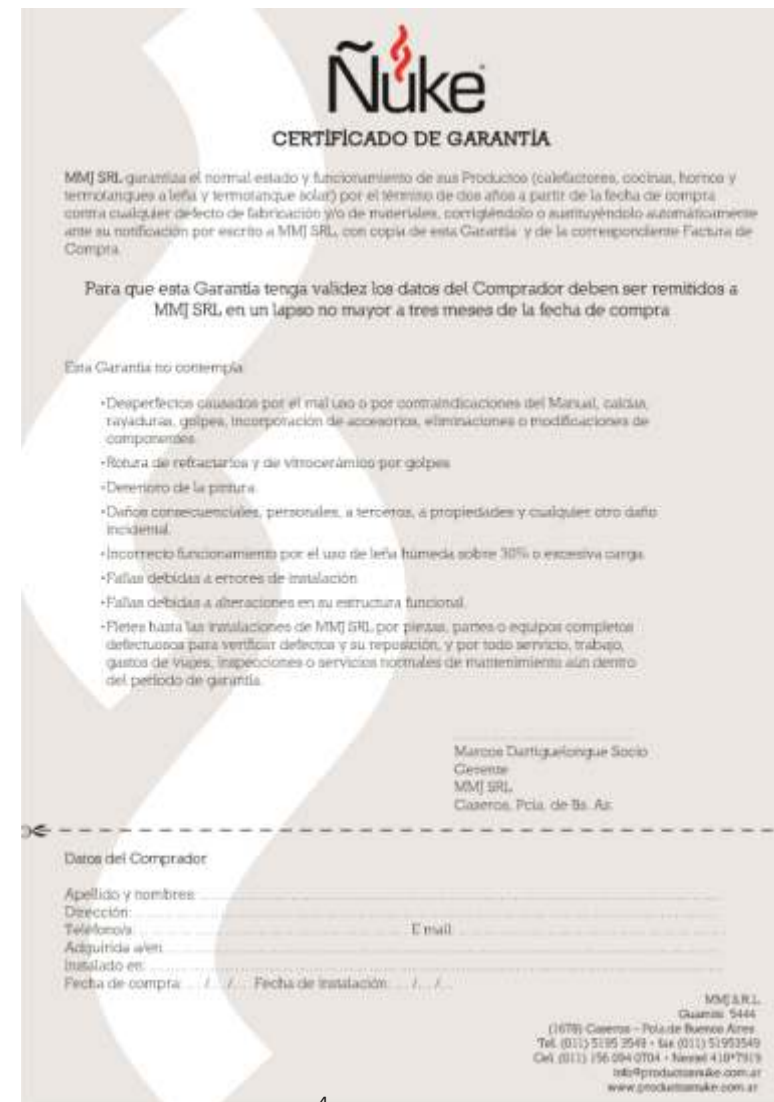 Ñuke
CERTIFICADO DE GARANTÍA
MMJ SRL garantiza el normal estado y funcionamiento de sus Productos (calefactores, cocinas, hornos y
termotanques a leña y termotanque solar) por el término de dos años a partir de la fecha de compra
contra cualquier defecto de fabricación y/o de materiales, corrigiéndolo o sustituyéndolo automáticamente
ante su notificación por escrito a MMJ SRL, con copia de esta Garantía y de la correspondiente Factura de
Compra.
Para que esta Garantía tenga validez los datos del Comprador deben ser remitidos a
MMJ SRL en un lapso no mayor a tres meses de la fecha de compra
Esta Garantía no contempla:
•Desperfectos causados por el mal uso o por contraindicaciones del Manual, caídas,
rayaduras, golpes, incorporación de accesorios, eliminaciones o modificaciones de
componentes.
•Rotura de refractarios y de vitrocerámico por golpes
•Deterioro de la pintura.
•Daños consecuenciales, personales, a terceros, a propiedades y cualquier otro daño
incidental.
•Incorrecto funcionamiento por el uso de leña húmeda sobre 30% o excesiva carga.
•Fallas debidas a errores de instalación
•Fallas debidas a alteraciones en su estructura funcional.
•Fletes hasta las instalaciones de MMJ SRL por piezas, partes o equipos completos
defectuosos para verificar defectos y su reposición, y por todo servicio, trabajo,
gastos de viajes, inspecciones o servicios normales de mantenimiento aún dentro
del período de garantía.
Marcos Dartiguelongue Socio
Gerente
MMJ SRL
Caseros, Pcia. de Bs. As.
Datos del Comprador
Apellido y nombres:
Dirección:
Teléfono/s: E mail:
Adquirida a/en:
Instalado en:
Fecha de compra: .../.../... Fecha de instalación: .../.../...
MMJ S.R.L.
5444
(1678) Caseros - Pcia de Buenos Aires
Tel. (011) 5195 3549 - fax (011) 51953549
Cel. (011) 156 094 0704 - Nextel 418*7919
info@productosnuke.com.ar
www.productosnuke.com.ar
4